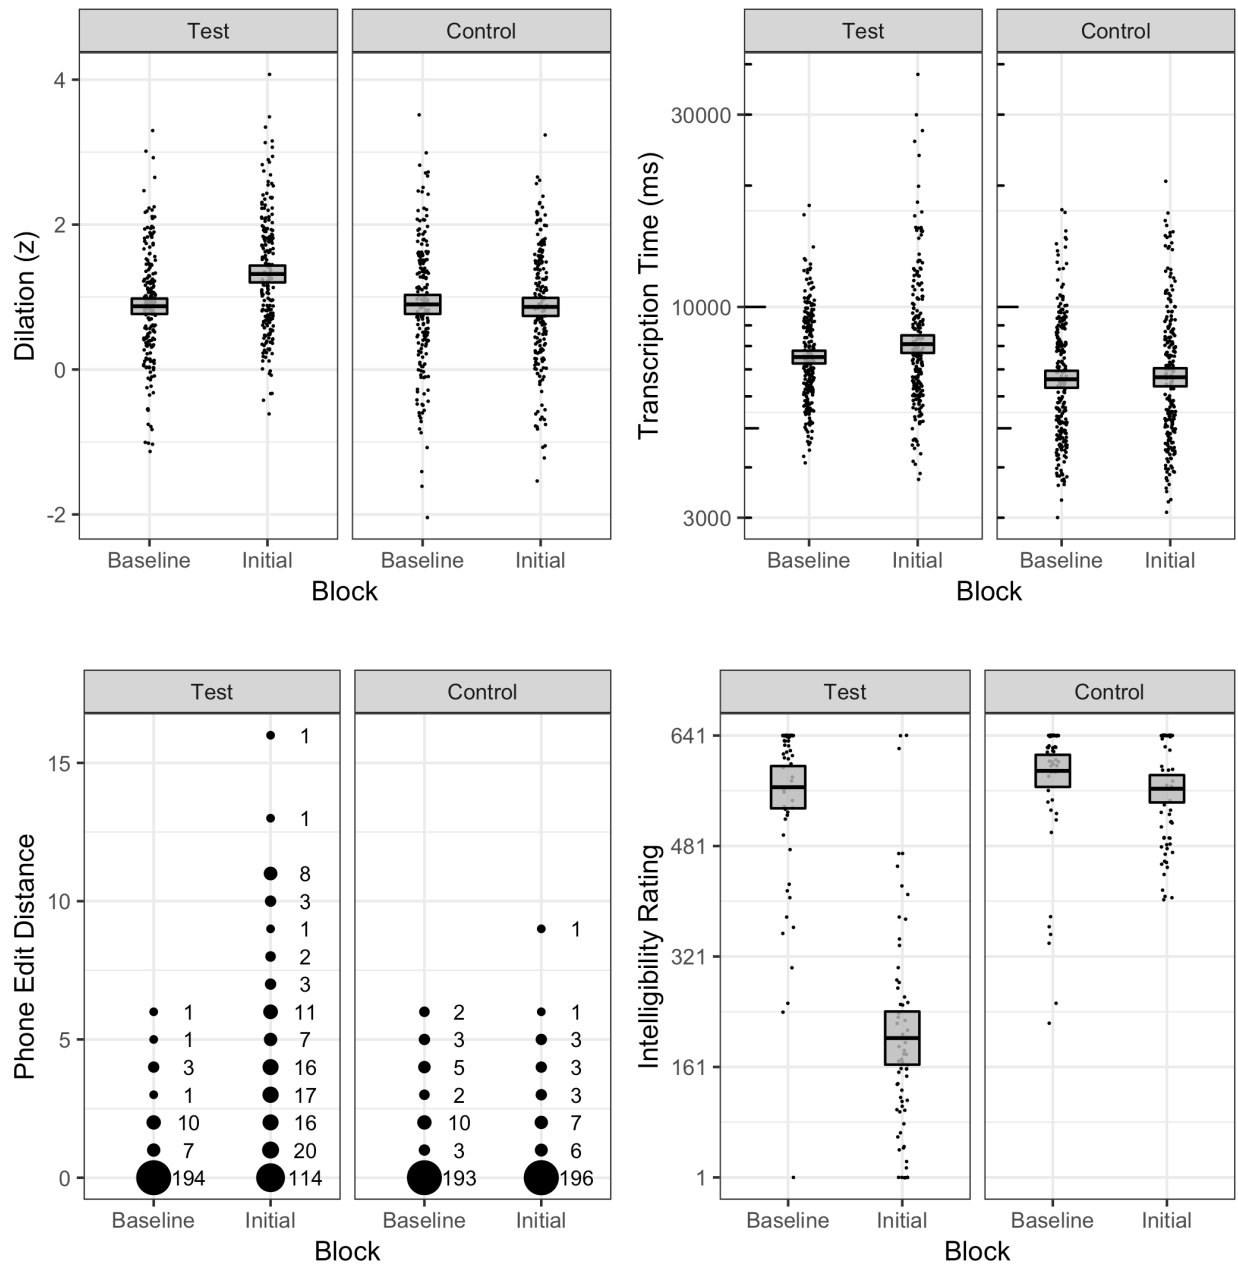 Test Control
Dilation (z)
4
2
0
-2
Baseline Initial Baseline Initial
Block
Test Control
Transcription Time (ms)
30000
10000
3000
Baseline Initial Baseline Initial
Block
Test Control
Phone Edit Distance
15
10
5
0
1
1
8
3
1
2
3
1 11
1 7
3 16
1 17
10 16
7 20
194 114
1
2 1
3 3
5 3
2 3
10 7
3 6
193 196
Baseline Initial Baseline Initial
Block
Test Control
Intelligibility Rating
641
481
321
161
1
Baseline Initial Baseline Initial
Block